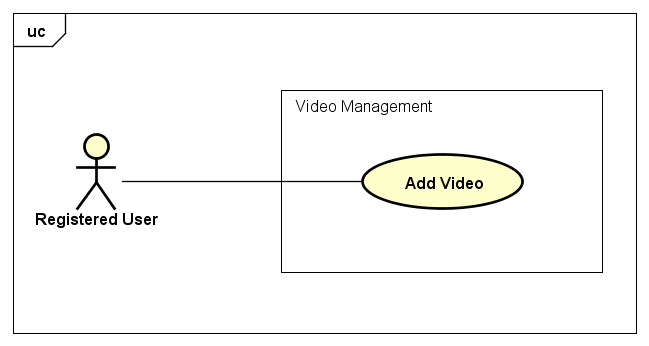 uc
Video Management
Add Video
Registered User